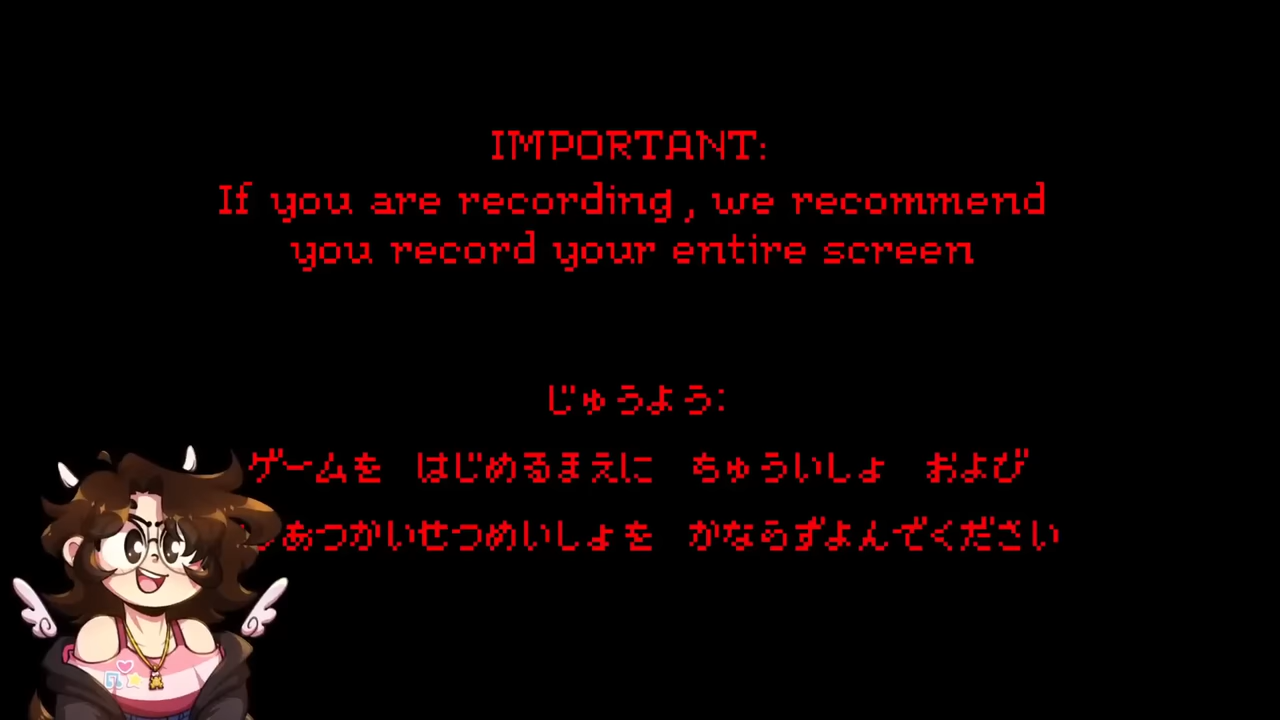 IMPORTANT:
If you are recording, we recommend
you record your entire screen
じゅうよう:
ゲームを はじめるまえに ちゅういしょ および
あつかいせつめいしょを かならずよんでください